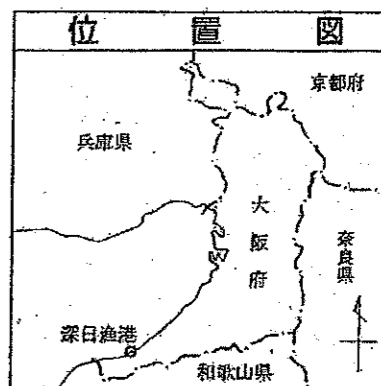 位置図
京都府
兵庫県
大阪府
奈良県
深日漁港
和歌山県